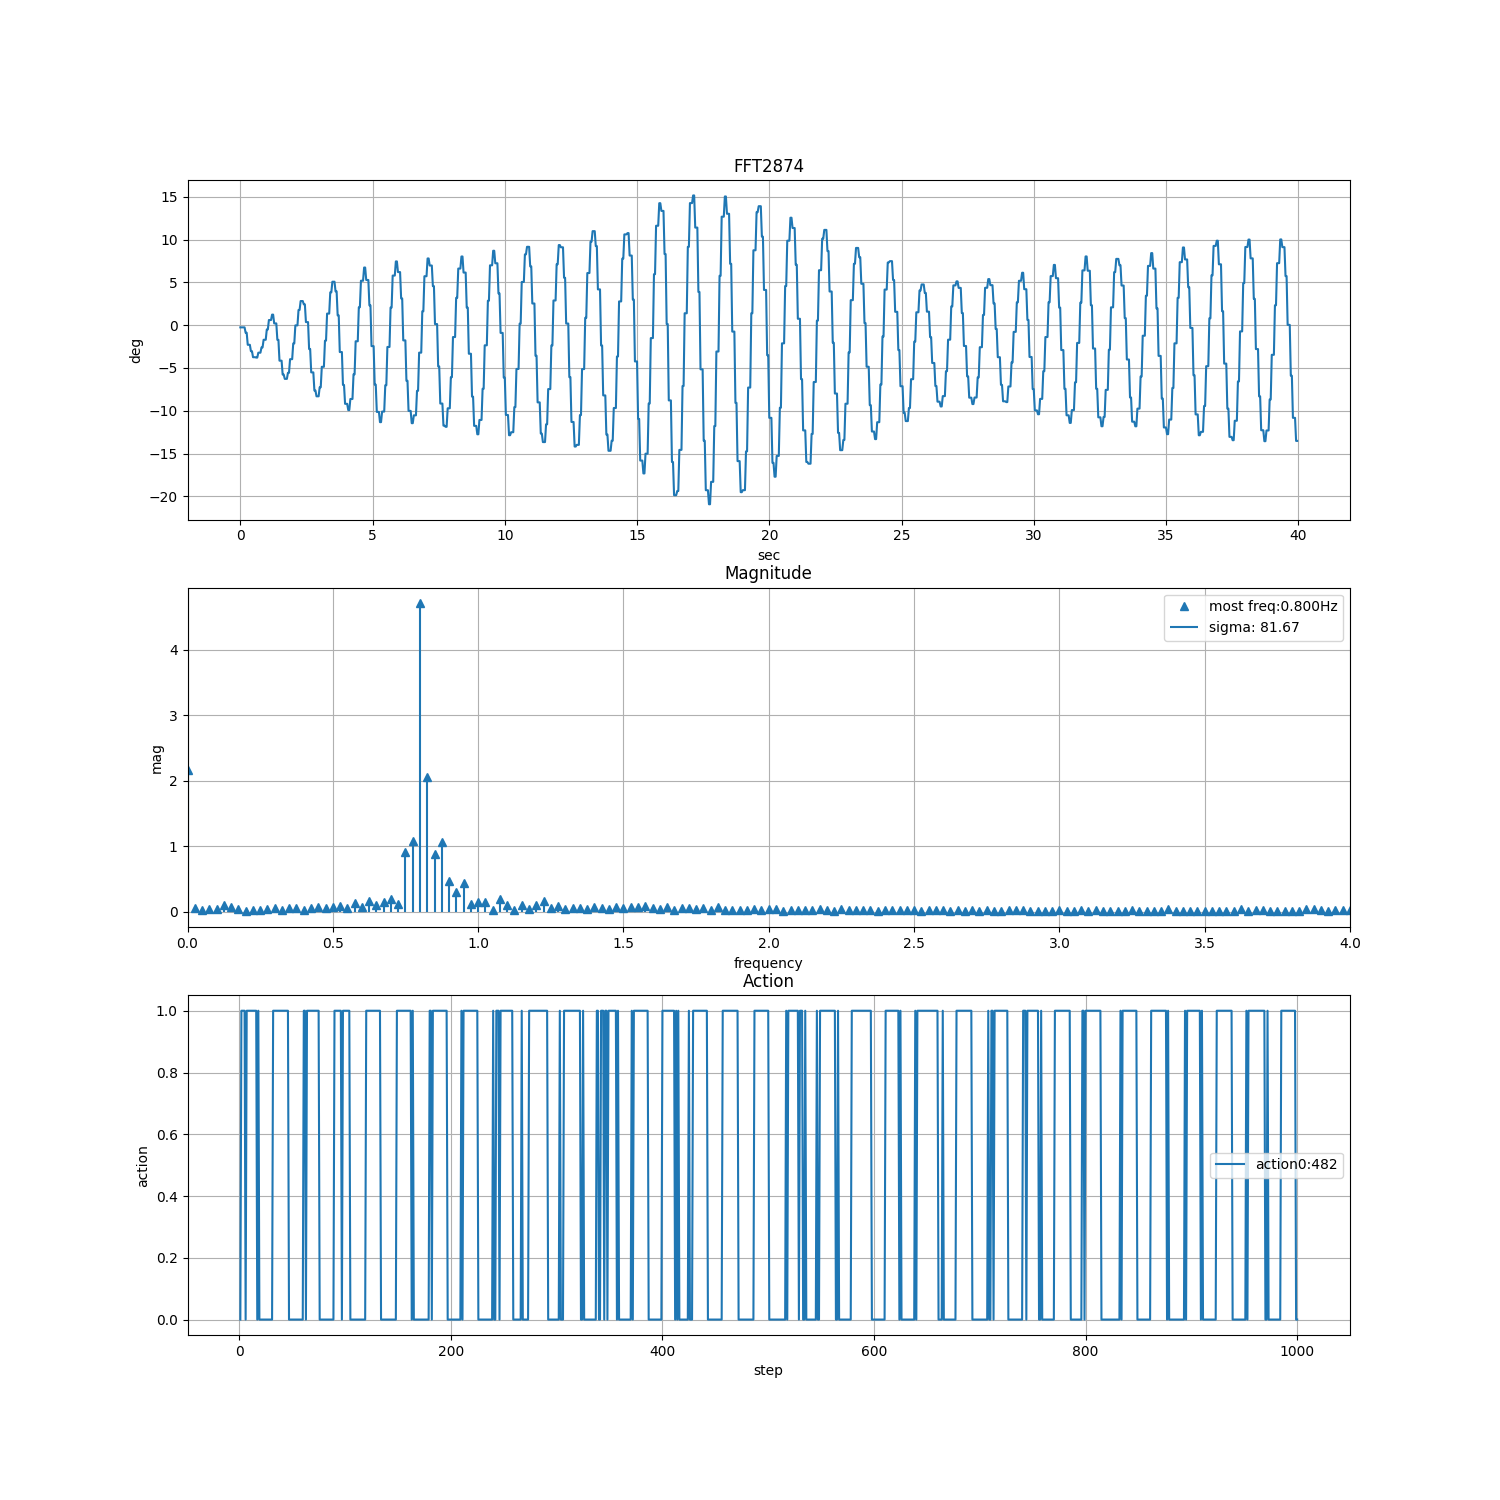 FFT2874
15
10
5
0
−5
−10
−15
−20
deg
0 5 10 15 20 25 30 35 40
sec
Magnitude
most freq:0.800Hz
sigma: 81.67
4
3
2
1
0
mag
0.0 0.5 1.0 1.5 2.0 2.5 3.0 3.5 4.0
frequency
Action
1.0
0.8
0.6
0.4
0.2
0.0
action
action0:482
0 200 400 600 800 1000
step